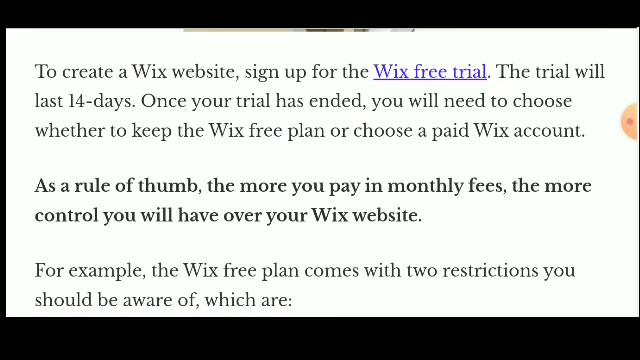 To create a Wix website, sign up for the Wix free trial. The trial will
last 14-days. Once your trial has ended, you will need to choose
whether to keep the Wix free plan or choose a paid Wix account.
As a rule of thumb, the more you pay in monthly fees, the more
control you will have over your Wix website.
For example, the Wix free plan comes with two restrictions you
should be aware of, which are: